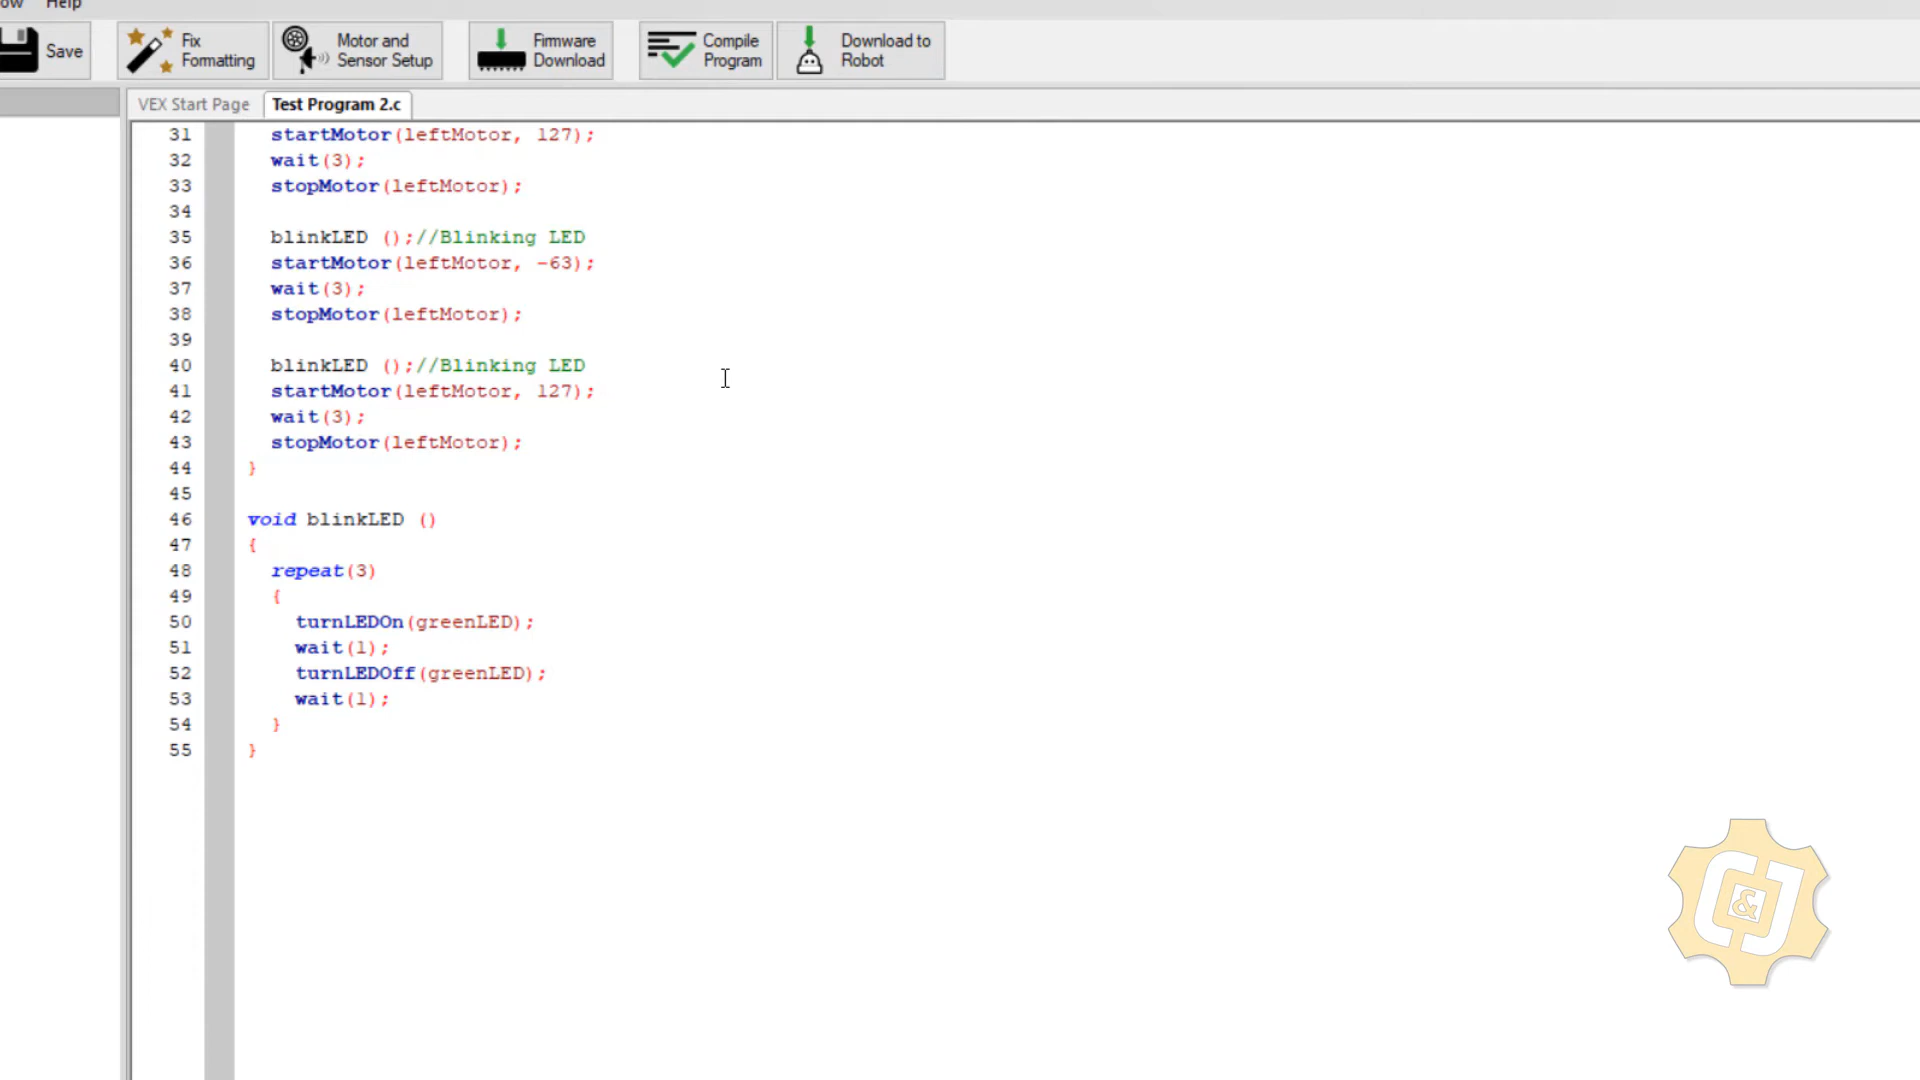 ow Help
Save
Fix
Formatting
Motor and
Sensor Setup
Firmware
Download
Compile
Program
Download to
Robot
VEX Start Page
Test Program 2.c
31 startMotor(leftMotor, 127);
32 wait(3);
33 stopMotor(leftMotor);
34
35 blinkLED ();//Blinking LED
36 startMotor(leftMotor, -63);
37 wait(3);
38 stopMotor(leftMotor);
39
40 blinkLED ();//Blinking LED
41 startMotor(leftMotor, 127);
42 wait(3);
43 stopMotor(leftMotor);
44 }
45
46 void blinkLED ()
47 {
48 repeat(3)
49 {
50 turnLEDOn(greenLED);
51 wait(1);
52 turnLEDOff(greenLED);
53 wait(1);
54 }
55 }
C&J